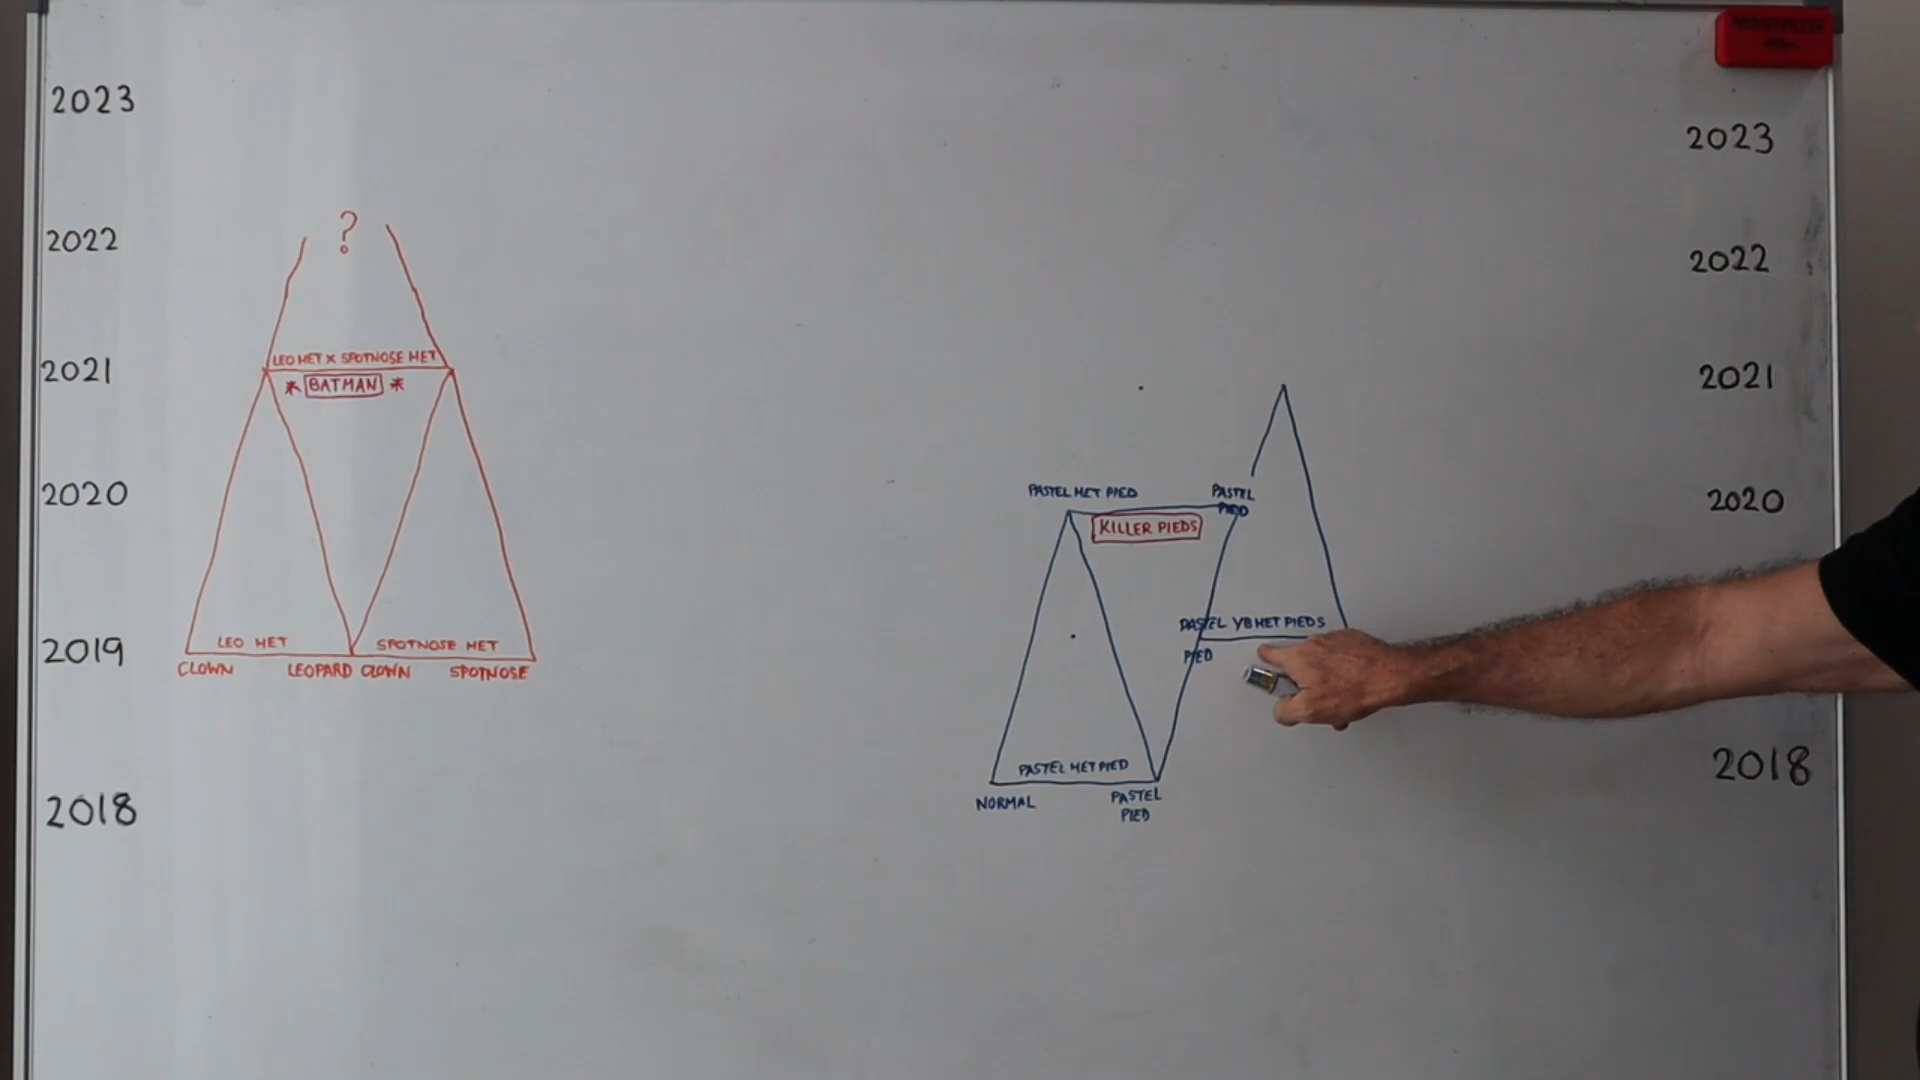 2023
2022
2021
2020
2019
2018
?
LEO HET X SPOTNOSE HET
* BATMAN *
LEO HET
SPOTNOSE HET
CLOWN
LEOPARD CLOWN
SPOTNOSE
PASTEL HET PIED
PASTEL
PIED
KILLER PIEDS
PASTEL YB HET PIEDS
PIED
PASTEL HET PIED
NORMAL
PASTEL
PIED
MAGNETIC
2023
2022
2021
2020
2018